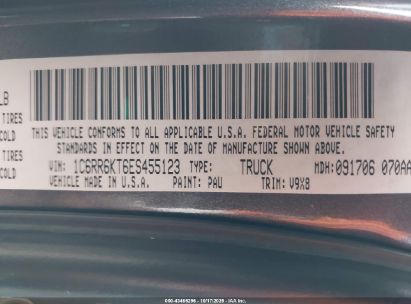 LB
TIRES
COLD
TIRES
COLD
THIS VEHICLE CONFORMS TO ALL APPLICABLE U.S.A. FEDERAL MOTOR VEHICLE SAFETY
STANDARDS IN EFFECT ON THE DATE OF MANUFACTURE SHOWN ABOVE.
VIN: 1C6RR6KT6ES455123 TYPE: TRUCK MDH: 091706 070AA
VEHICLE MADE IN U.S.A. PAINT: PAU TRIM: V9X8